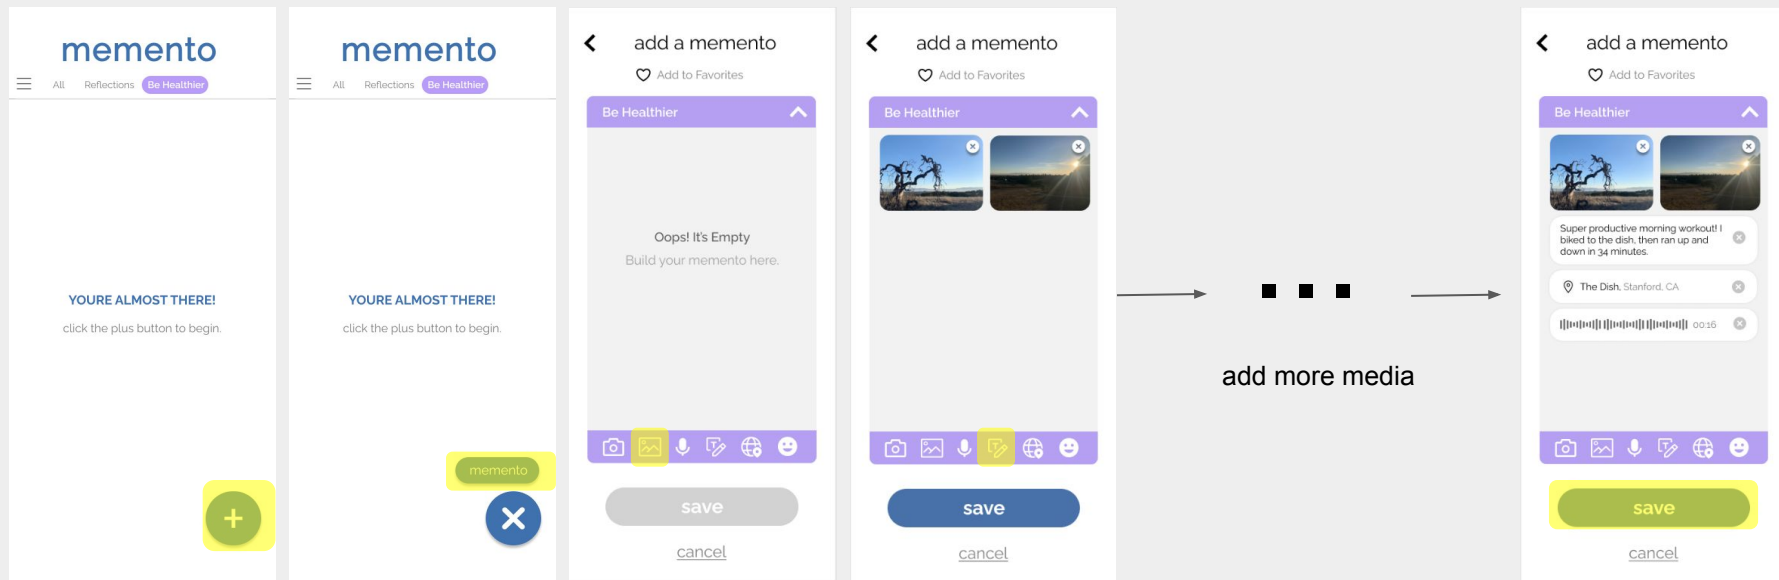 memento
All Reflections Be Healthier
YOURE ALMOST THERE!
click the plus button to begin.
+
memento
All Reflections Be Healthier
YOURE ALMOST THERE!
click the plus button to begin.
memento
add a memento
Add to Favorites
Be Healthier
Oops! It's Empty
Build your memento here.
save
cancel
add a memento
Add to Favorites
Be Healthier
save
cancel
add more media
add a memento
Add to Favorites
Be Healthier
Super productive morning workout! I
biked to the dish, then ran up and
down in 34 minutes.
The Dish, Stanford, CA
00:16
save
cancel